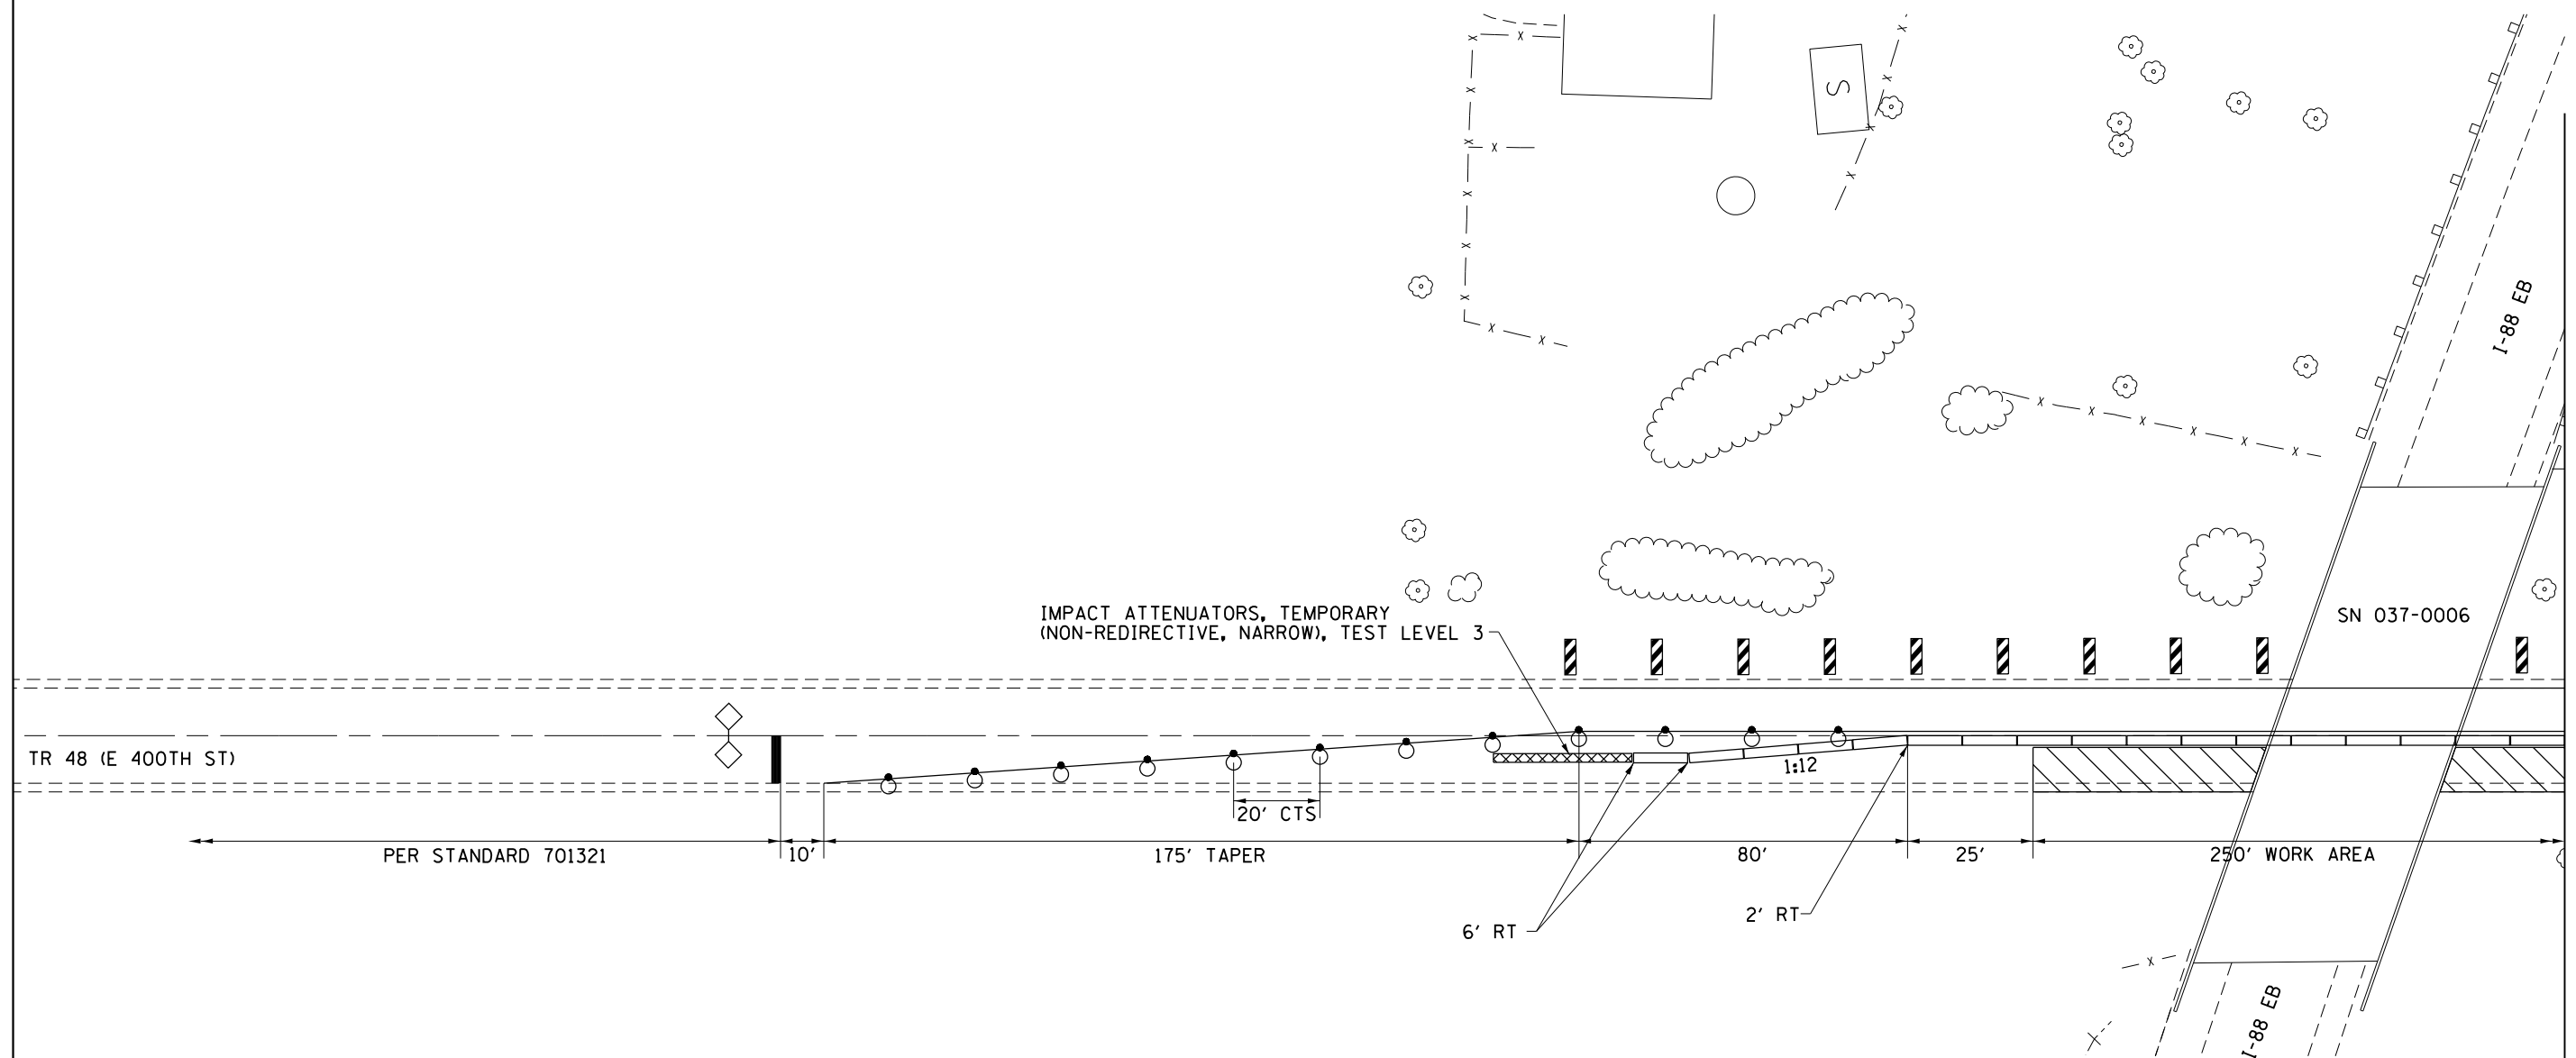 S
I-88 EB
IMPACT ATTENUATORS, TEMPORARY
(NON-REDIRECTIVE, NARROW), TEST LEVEL 3
SN 037-0006
TR 48 (E 400TH ST)
1:12
20' CTS
PER STANDARD 701321
10'
175' TAPER
80'
25'
250' WORK AREA
6' RT
2' RT
I-88 EB